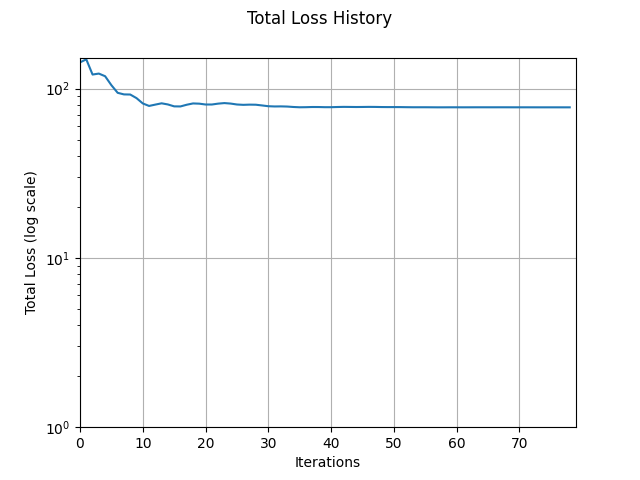 Total Loss History
Total Loss (log scale)
10²
10¹
10⁰
0 10 20 30 40 50 60 70
Iterations